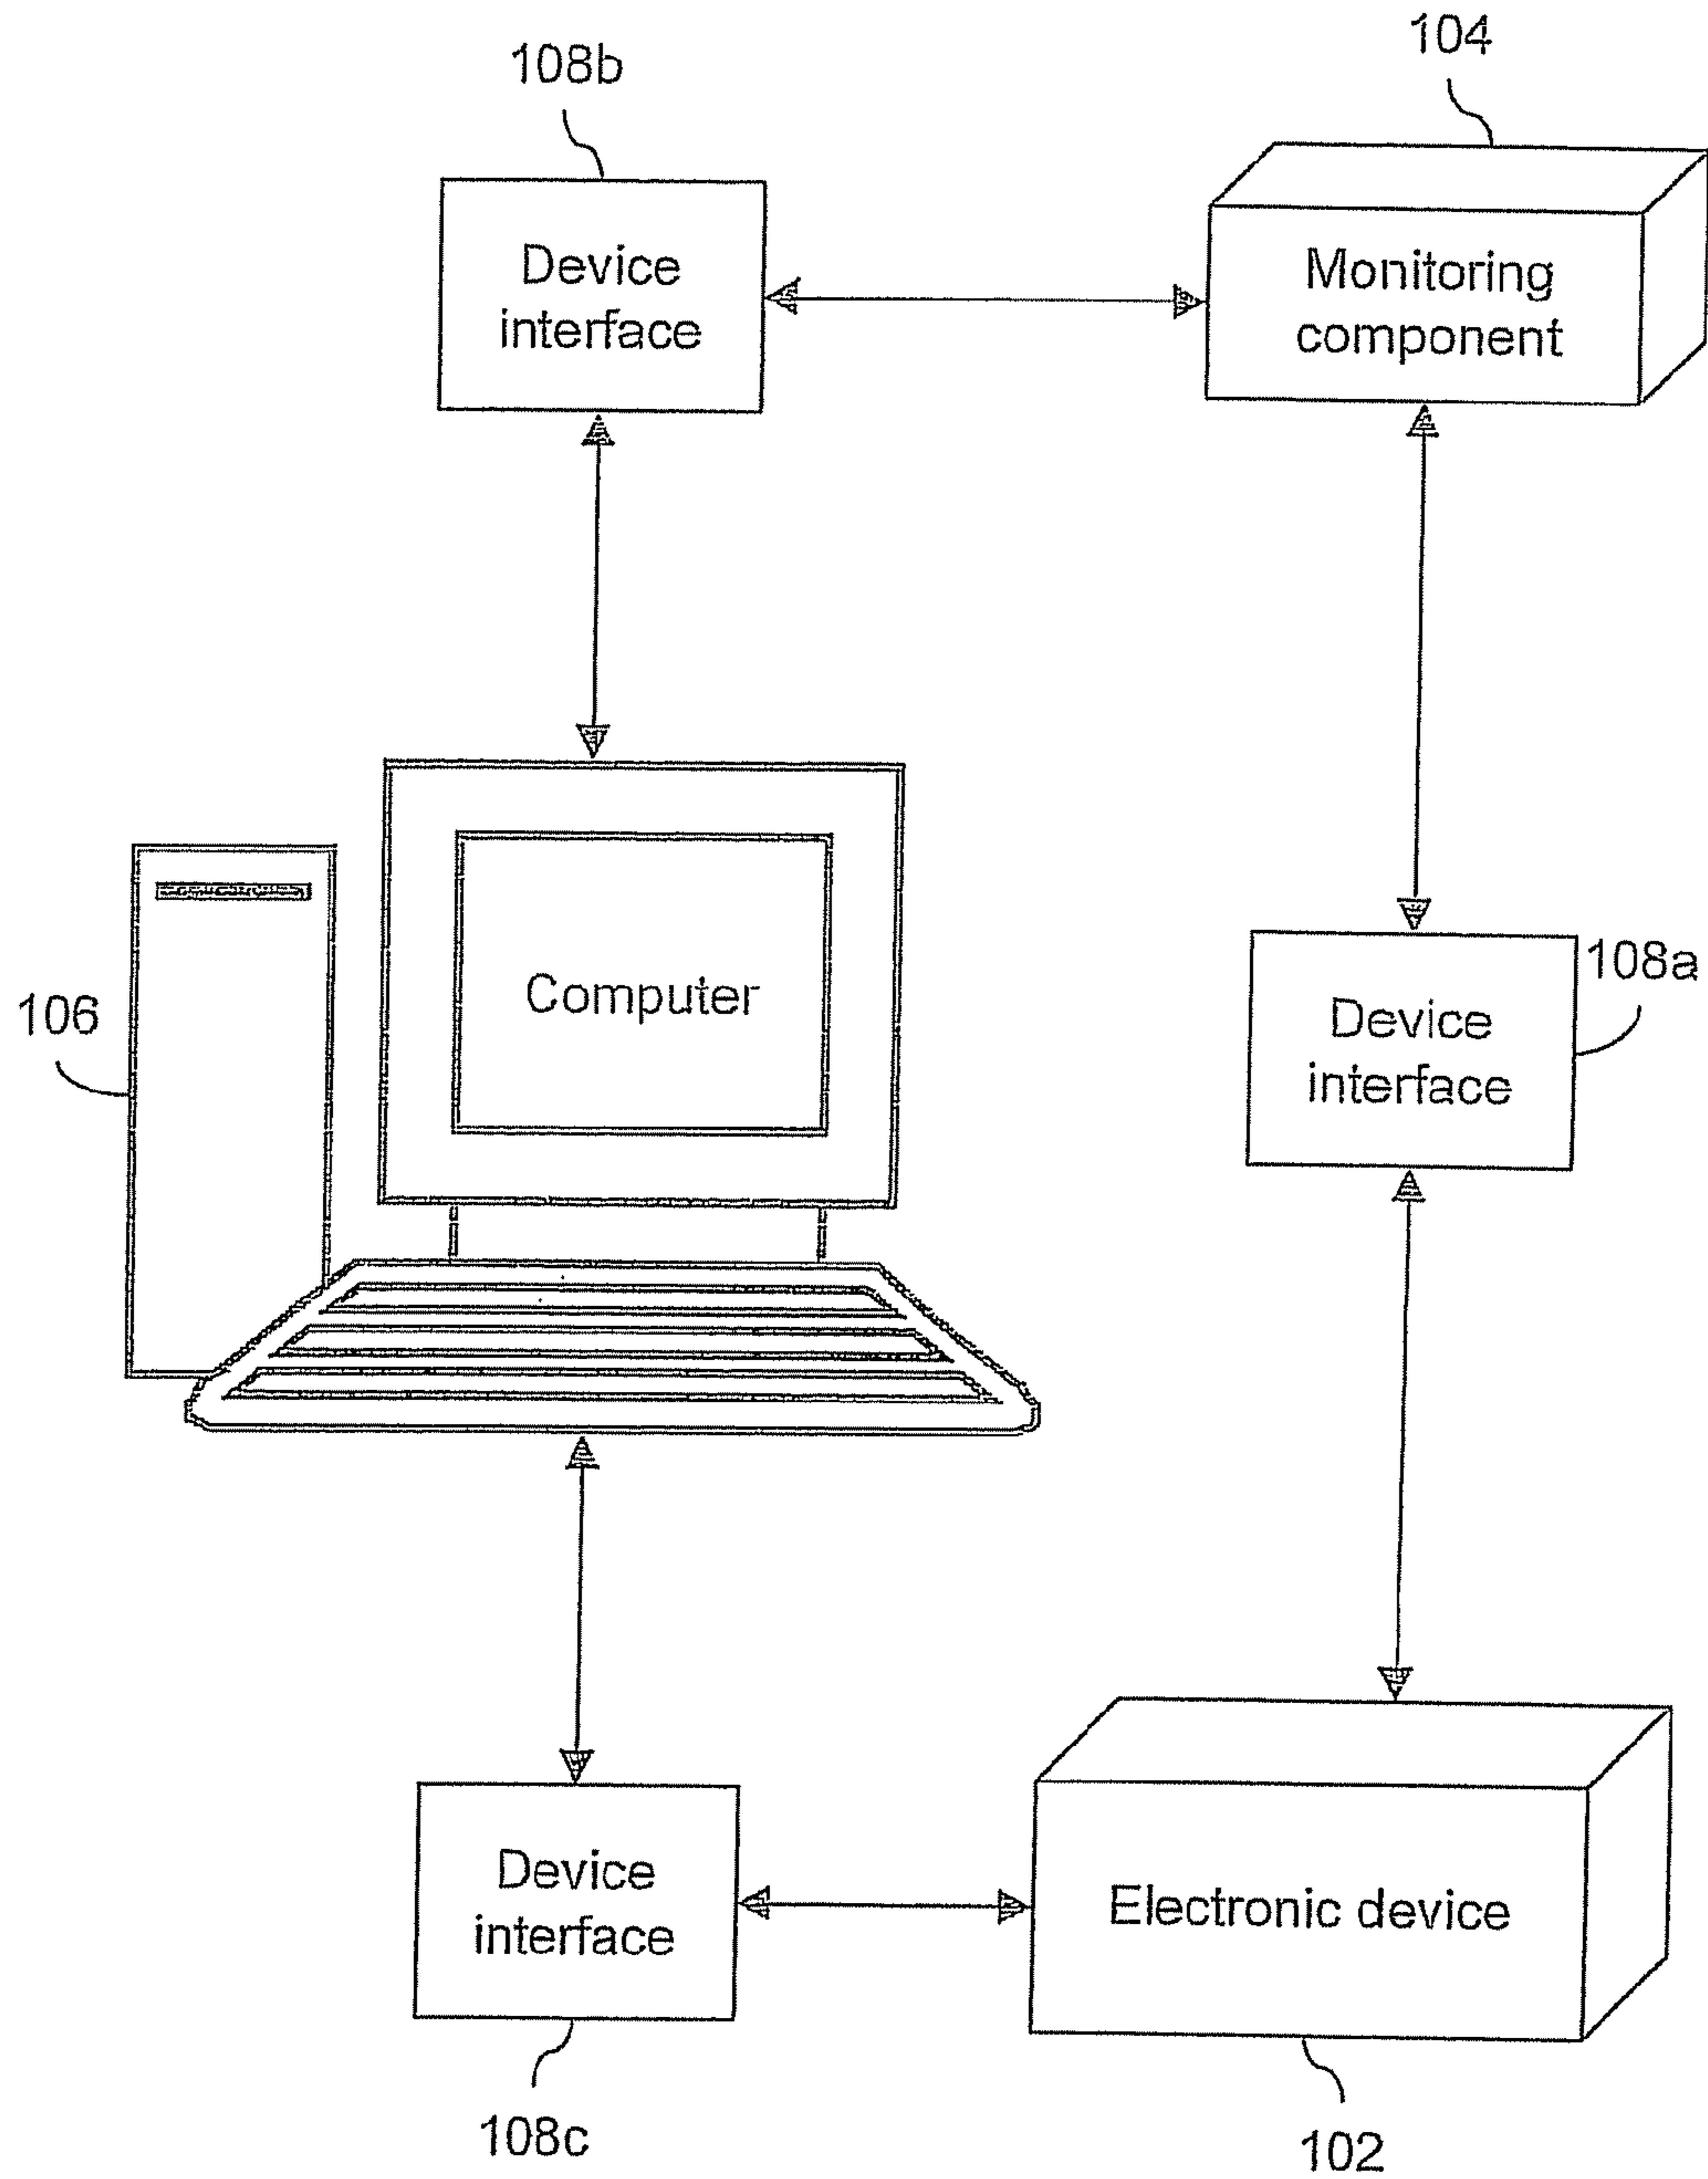 104
108b
Device
interface
Monitoring
component
Computer
106
108a
Device
interface
Device
interface
Electronic device
108c
102